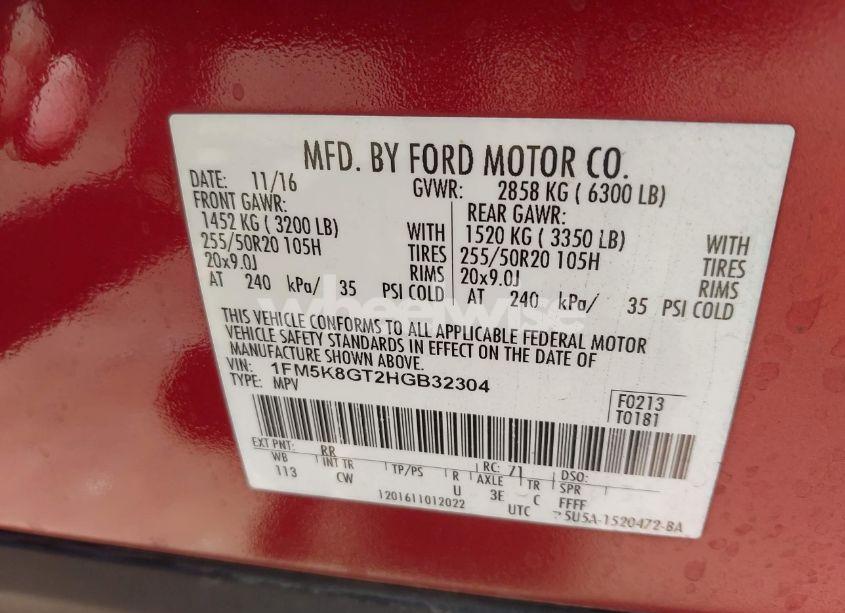 MFD. BY FORD MOTOR CO.
DATE: 11/16 GVWR: 2858 KG ( 6300 LB)
FRONT GAWR: REAR GAWR:
1452 KG ( 3200 LB) WITH 1520 KG ( 3350 LB) WITH
255/50R20 105H TIRES 255/50R20 105H TIRES
20x9.0J RIMS 20x9.0J RIMS
AT 240 kPa/ 35 PSI COLD AT 240 kPa/ 35 PSI COLD
wheelwise
THIS VEHICLE CONFORMS TO ALL APPLICABLE FEDERAL MOTOR
VEHICLE SAFETY STANDARDS IN EFFECT ON THE DATE OF
MANUFACTURE SHOWN ABOVE.
VIN: 1FM5K8GT2HGB32304
TYPE: MPV
F0213
T0181
EXT PNT: RR RC: 71 DSO:
WB INT TR TP/PS R AXLE TR SPR
113 CW U 3E C FFFF
1201611012022 UTC 5U5A-1520472-BA